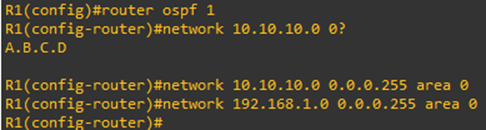 R1(config)#router ospf 1
R1(config-router)#network 10.10.10.0 0?
A.B.C.D
R1(config-router)#network 10.10.10.0 0.0.0.255 area 0
R1(config-router)#network 192.168.1.0 0.0.0.255 area 0
R1(config-router)#